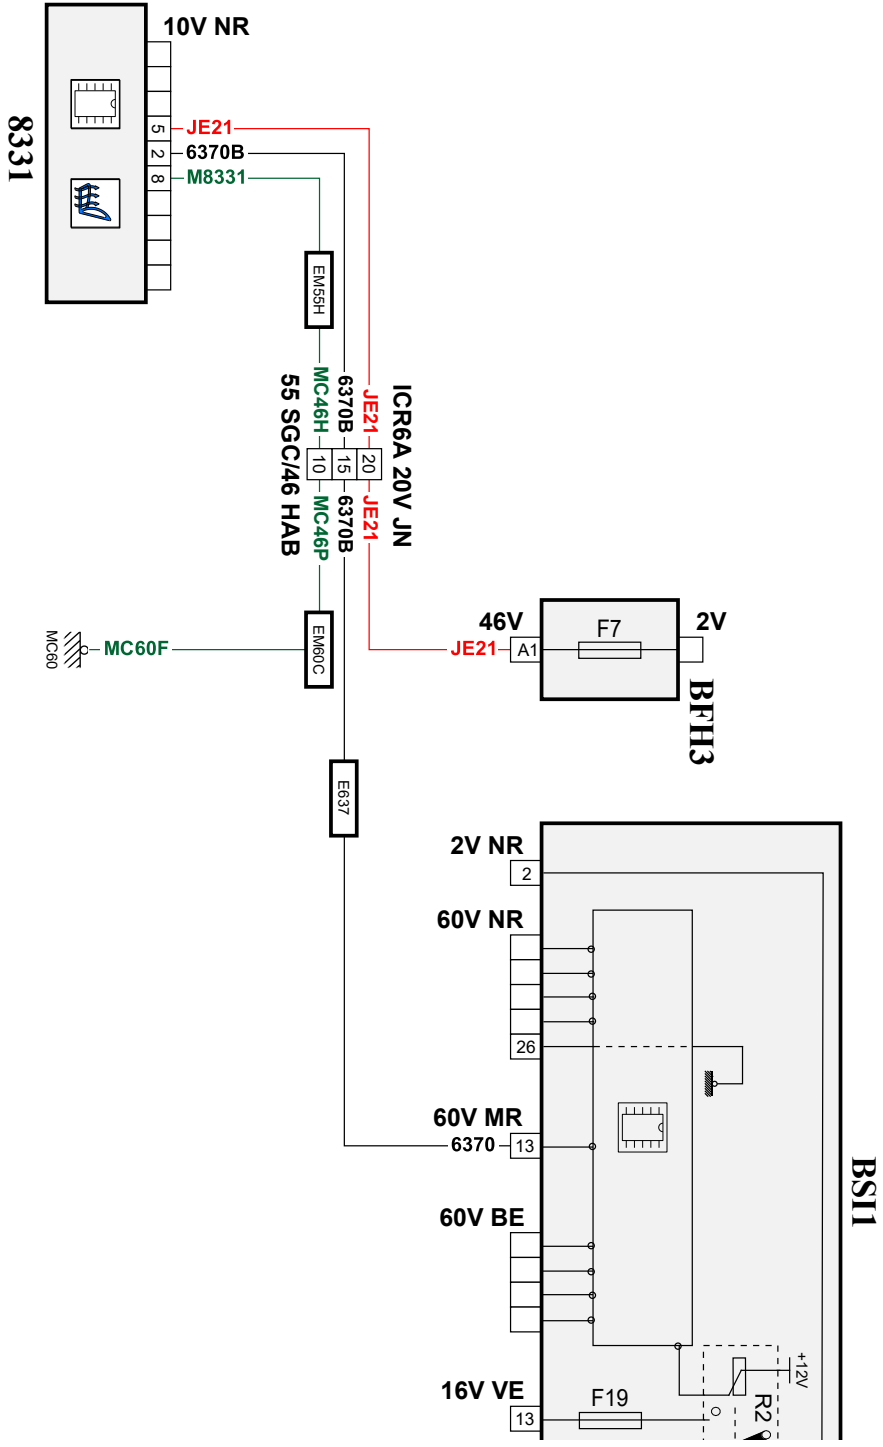 10V NR
8331
5
JE21
2
6370B
8
M8331
EM55H
JE21
6370B
MC46H
ICR6A 20V JN
55 SGC/46 HAB
20
15
10
JE21
6370B
MC46P
EM60C
MC60F
MC60
46V
F7
2V
JE21
A1
BFH3
E637
BSI1
2V NR
2
60V NR
26
60V MR
6370
13
60V BE
+12V
R2
16V VE
F19
13